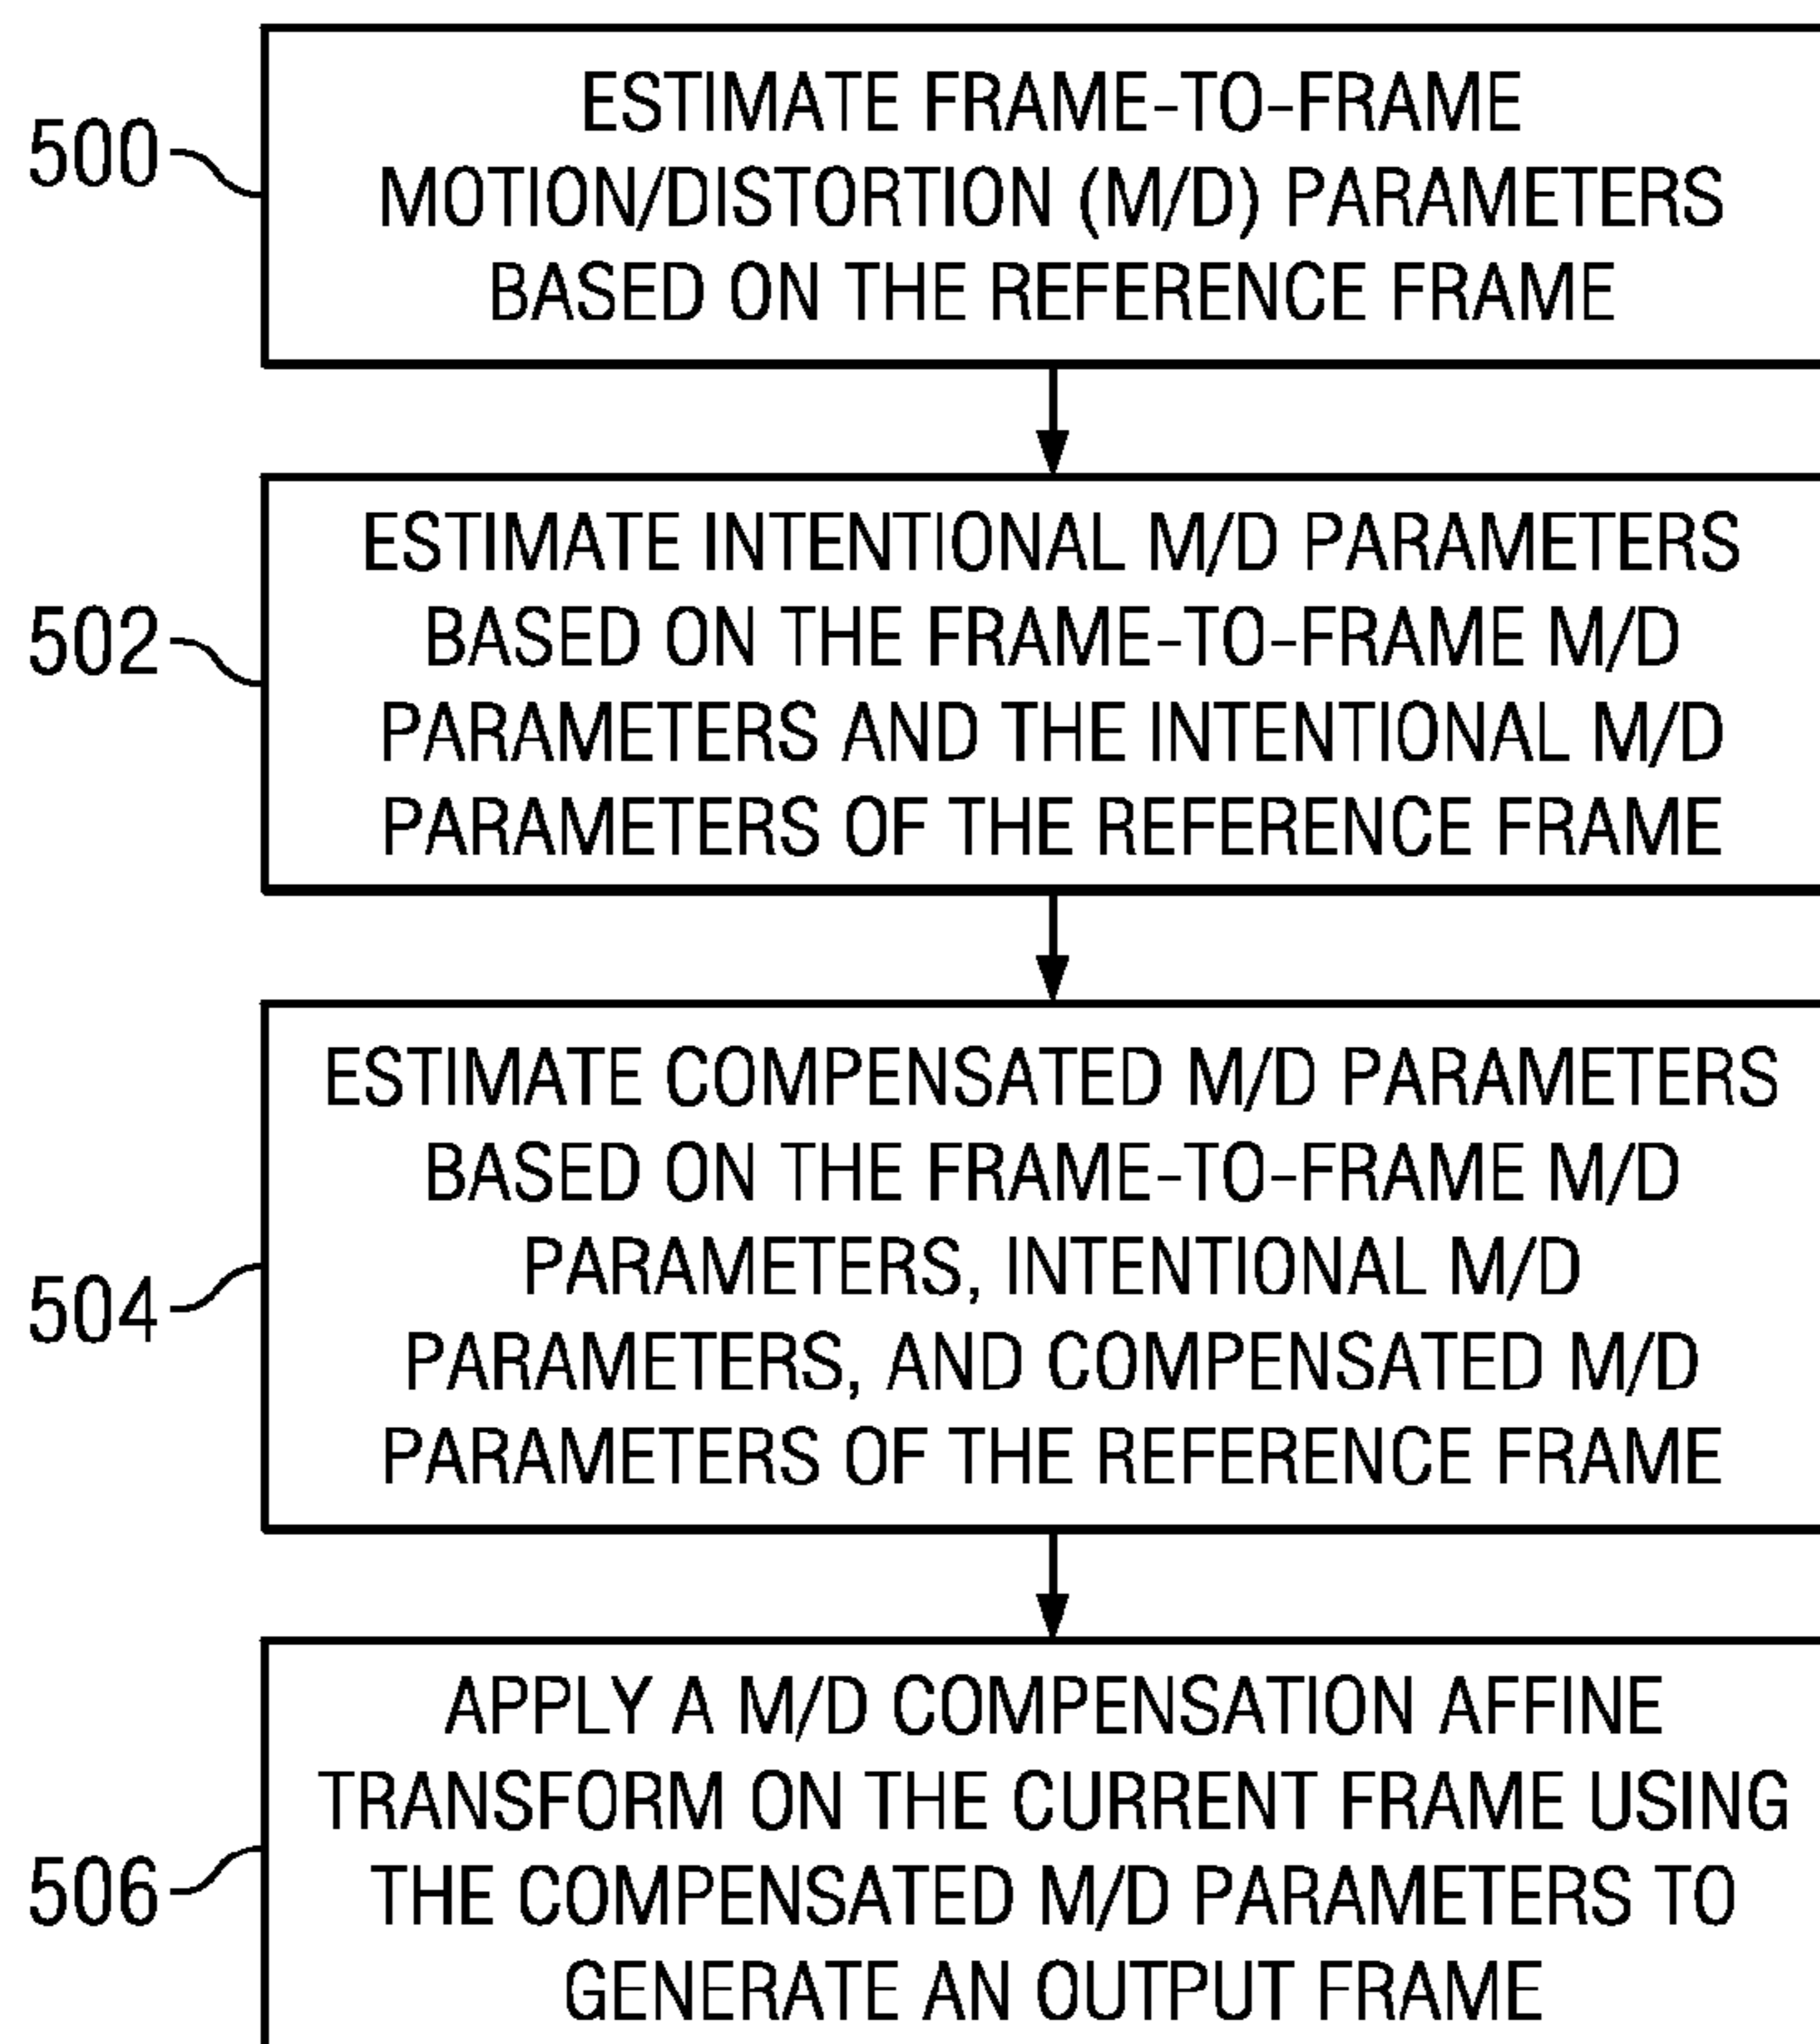 500
ESTIMATE FRAME-TO-FRAME
MOTION/DISTORTION (M/D) PARAMETERS
BASED ON THE REFERENCE FRAME
502
ESTIMATE INTENTIONAL M/D PARAMETERS
BASED ON THE FRAME-TO-FRAME M/D
PARAMETERS AND THE INTENTIONAL M/D
PARAMETERS OF THE REFERENCE FRAME
504
ESTIMATE COMPENSATED M/D PARAMETERS
BASED ON THE FRAME-TO-FRAME M/D
PARAMETERS, INTENTIONAL M/D
PARAMETERS, AND COMPENSATED M/D
PARAMETERS OF THE REFERENCE FRAME
506
APPLY A M/D COMPENSATION AFFINE
TRANSFORM ON THE CURRENT FRAME USING
THE COMPENSATED M/D PARAMETERS TO
GENERATE AN OUTPUT FRAME